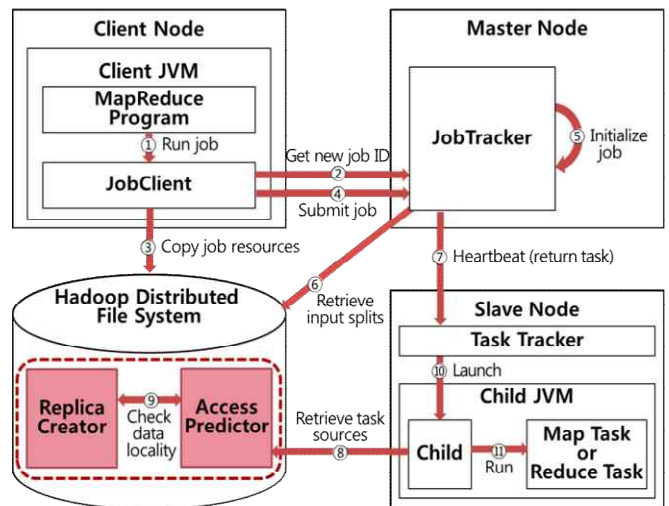 Client Node
Client JVM
MapReduce
Program
① Run job
JobClient
Get new job ID
②
④
Submit job
Master Node
JobTracker
⑤ Initialize
job
③ Copy job resources
⑥ Retrieve
input splits
⑦ Heartbeat (return task)
Hadoop Distributed
File System
Replica
Creator
⑨
Check
data
locality
Access
Predictor
Retrieve task
sources
⑧
Slave Node
Task Tracker
⑩ Launch
Child JVM
Child
⑪
Run
Map Task
or
Reduce Task